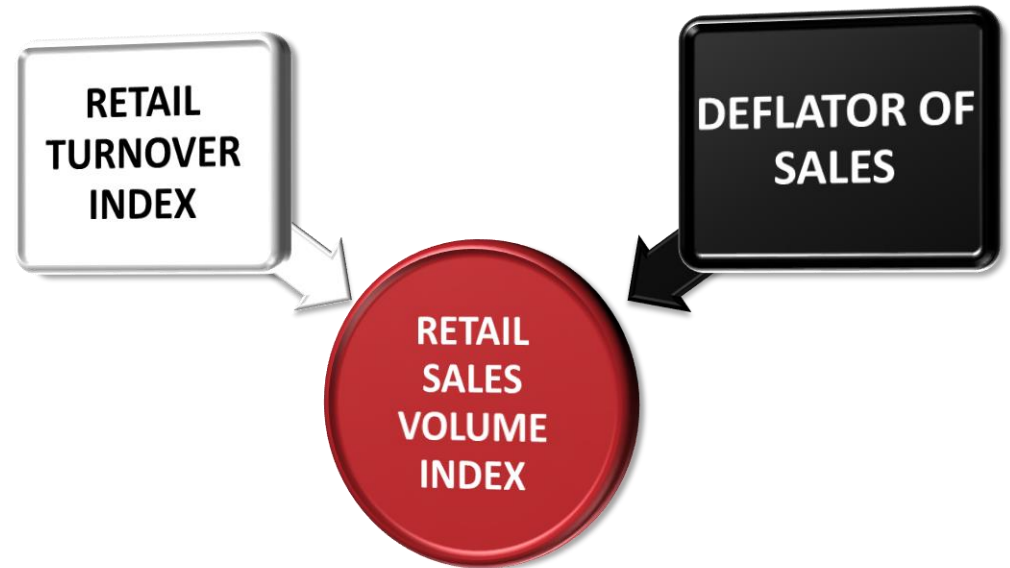 RETAIL
TURNOVER
INDEX
DEFLATOR OF
SALES
RETAIL
SALES
VOLUME
INDEX